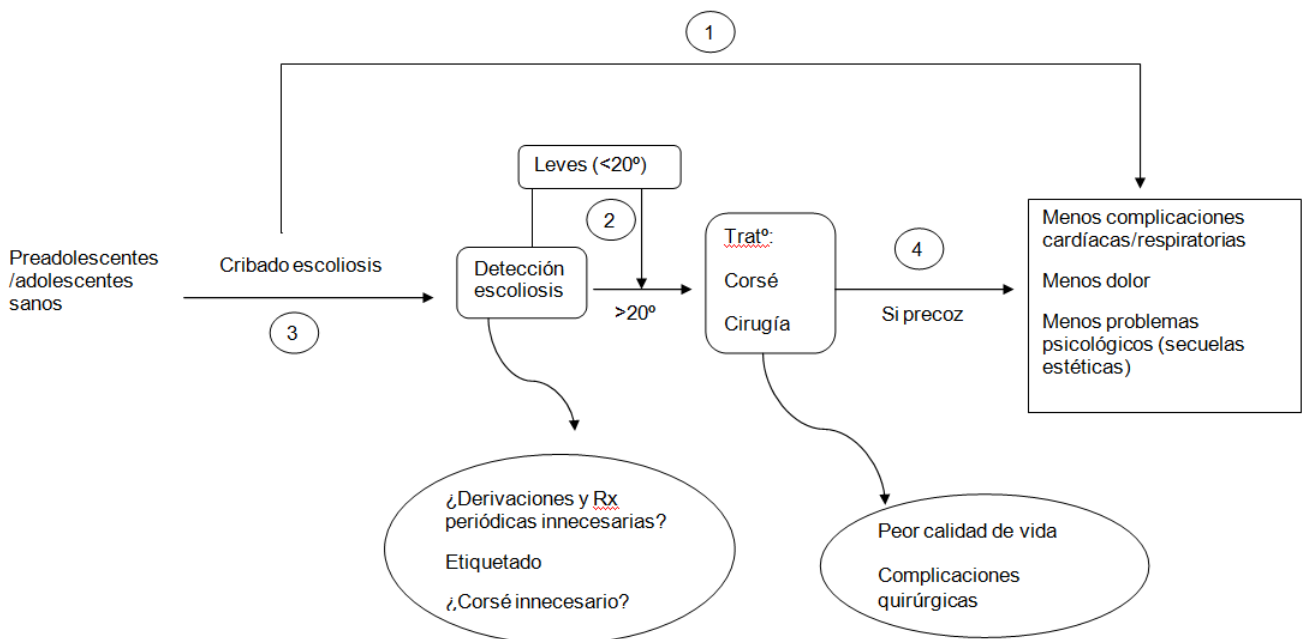 1
Leves (<20º)
2
Preadolescentes
/adolescentes
sanos
Cribado escoliosis
3
Detección
escoliosis
>20º
Tratº:
Corsé
Cirugía
4
Si precoz
Menos complicaciones
cardíacas/respiratorias
Menos dolor
Menos problemas
psicológicos (secuelas
estéticas)
¿Derivaciones y Rx
periódicas innecesarias?
Etiquetado
¿Corsé innecesario?
Peor calidad de vida
Complicaciones
quirúrgicas